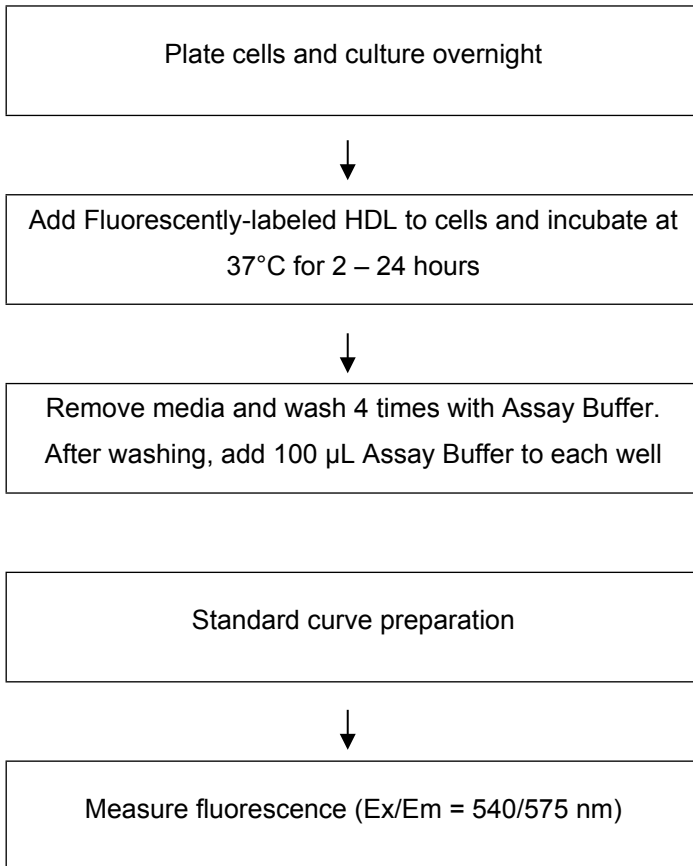 Plate cells and culture overnight
Add Fluorescently-labeled HDL to cells and incubate at
37°C for 2 – 24 hours
Remove media and wash 4 times with Assay Buffer.
After washing, add 100 µL Assay Buffer to each well
Standard curve preparation
Measure fluorescence (Ex/Em = 540/575 nm)